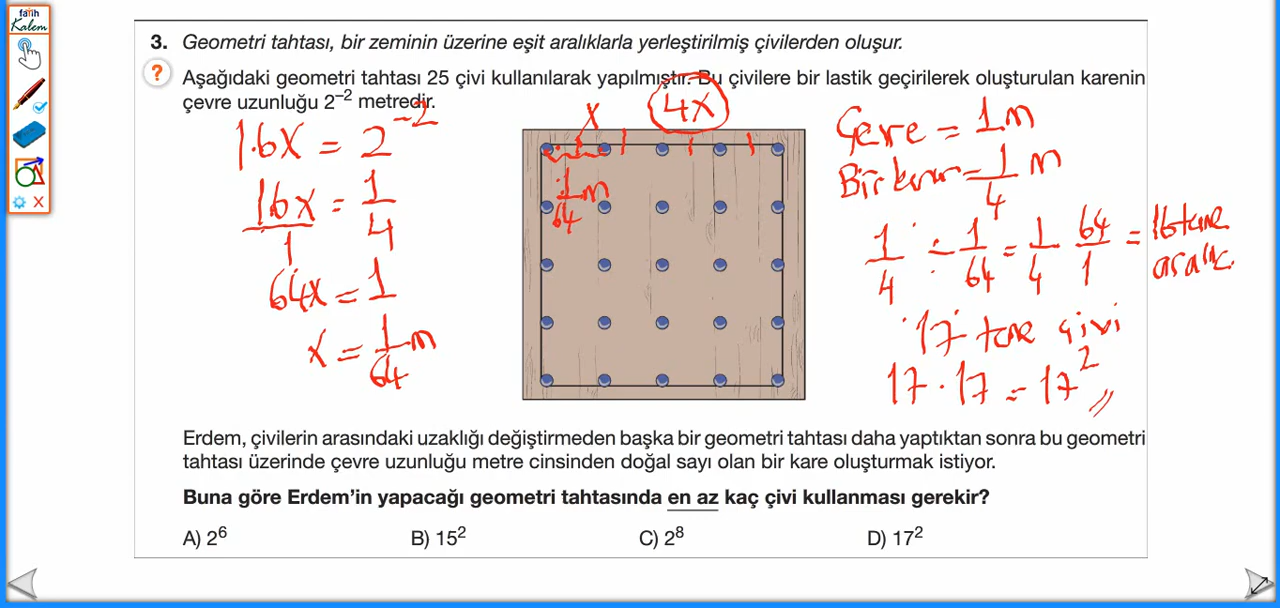 fatih
Kalem
3. Geometri tahtası, bir zeminin üzerine eşit aralıklarla yerleştirilmiş çivilerden oluşur.
?
Aşağıdaki geometri tahtası 25 çivi kullanılarak yapılmıştır. Bu çivilere bir lastik geçirilerek oluşturulan karenin
çevre uzunluğu 2⁻² metredir.
16x = 2⁻²
16x/1 = 1/4
64x = 1
x = 1/64 m
x
4x
1/64 m
Çevre = 1m
Bir kenar = 1/4 m
1/4 ÷ 1/64 = 1/4 · 64/1 = 16 tane
aralık
17 tane çivi
17 · 17 = 17² //
Erdem, çivilerin arasındaki uzaklığı değiştirmeden başka bir geometri tahtası daha yaptıktan sonra bu geometri
tahtası üzerinde çevre uzunluğu metre cinsinden doğal sayı olan bir kare oluşturmak istiyor.
Buna göre Erdem'in yapacağı geometri tahtasında en az kaç çivi kullanması gerekir?
A) 2⁶ B) 15² C) 2⁸ D) 17²